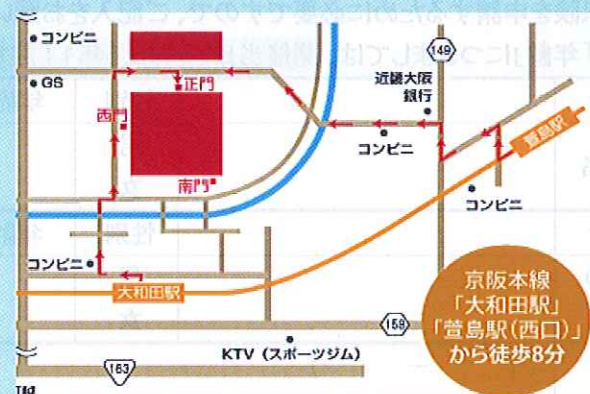 コンビニ
GS
正門
西門
南門
149
近畿大阪
銀行
コンビニ
萱島駅
コンビニ
コンビニ
大和田駅
158
KTV（スポーツジム）
163
京阪本線
「大和田駅」
「萱島駅(西口)」
から徒歩8分